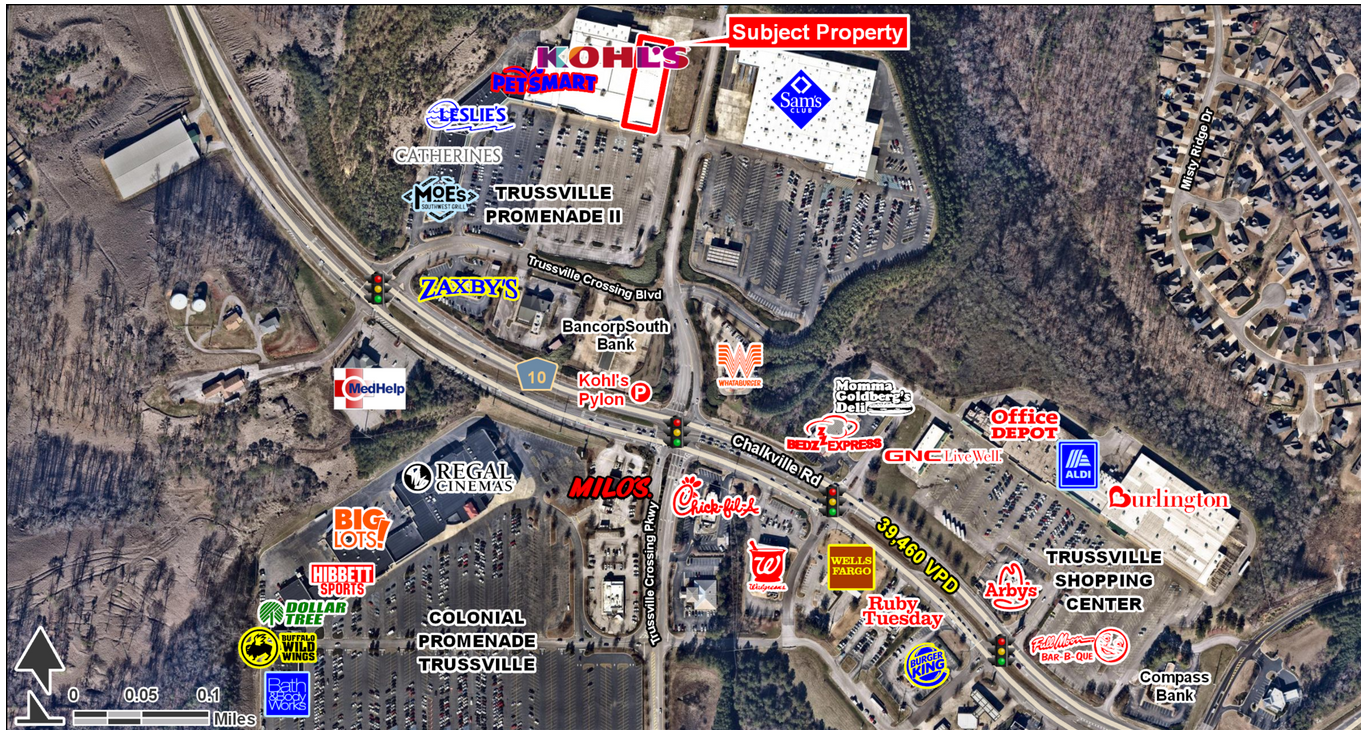 Subject Property
KOHL'S
PETSMART
Sam's
CLUB
LESLIE'S
CATHERINES
MOE'S
SOUTHWEST GRILL
TRUSSVILLE
PROMENADE II
Misty Ridge Dr
Trussville Crossing Blvd
ZAXBY'S
BancorpSouth
Bank
W
WHATABURGER
MedHelp
10
Kohl's
Pylon
P
Momma
Goldberg's
Deli
BEDZZZ EXPRESS
Chalkville Rd
GNC LiveWell.
Office
DEPOT
ALDI
Burlington
REGAL
CINEMAS
MILO'S.
Chick-fil-A
BIG
LOTS!
HIBBETT
SPORTS
DOLLAR
TREE
BUFFALO
WILD
WINGS
Bath
&Body
Works
COLONIAL
PROMENADE
TRUSSVILLE
Trussville Crossing Pkwy
W
Walgreens
WELLS
FARGO
39,460 VPD
Ruby
Tuesday
BURGER
KING
Arby's
TRUSSVILLE
SHOPPING
CENTER
Full Moon
BAR-B-QUE
Compass
Bank
0 0.05 0.1
Miles